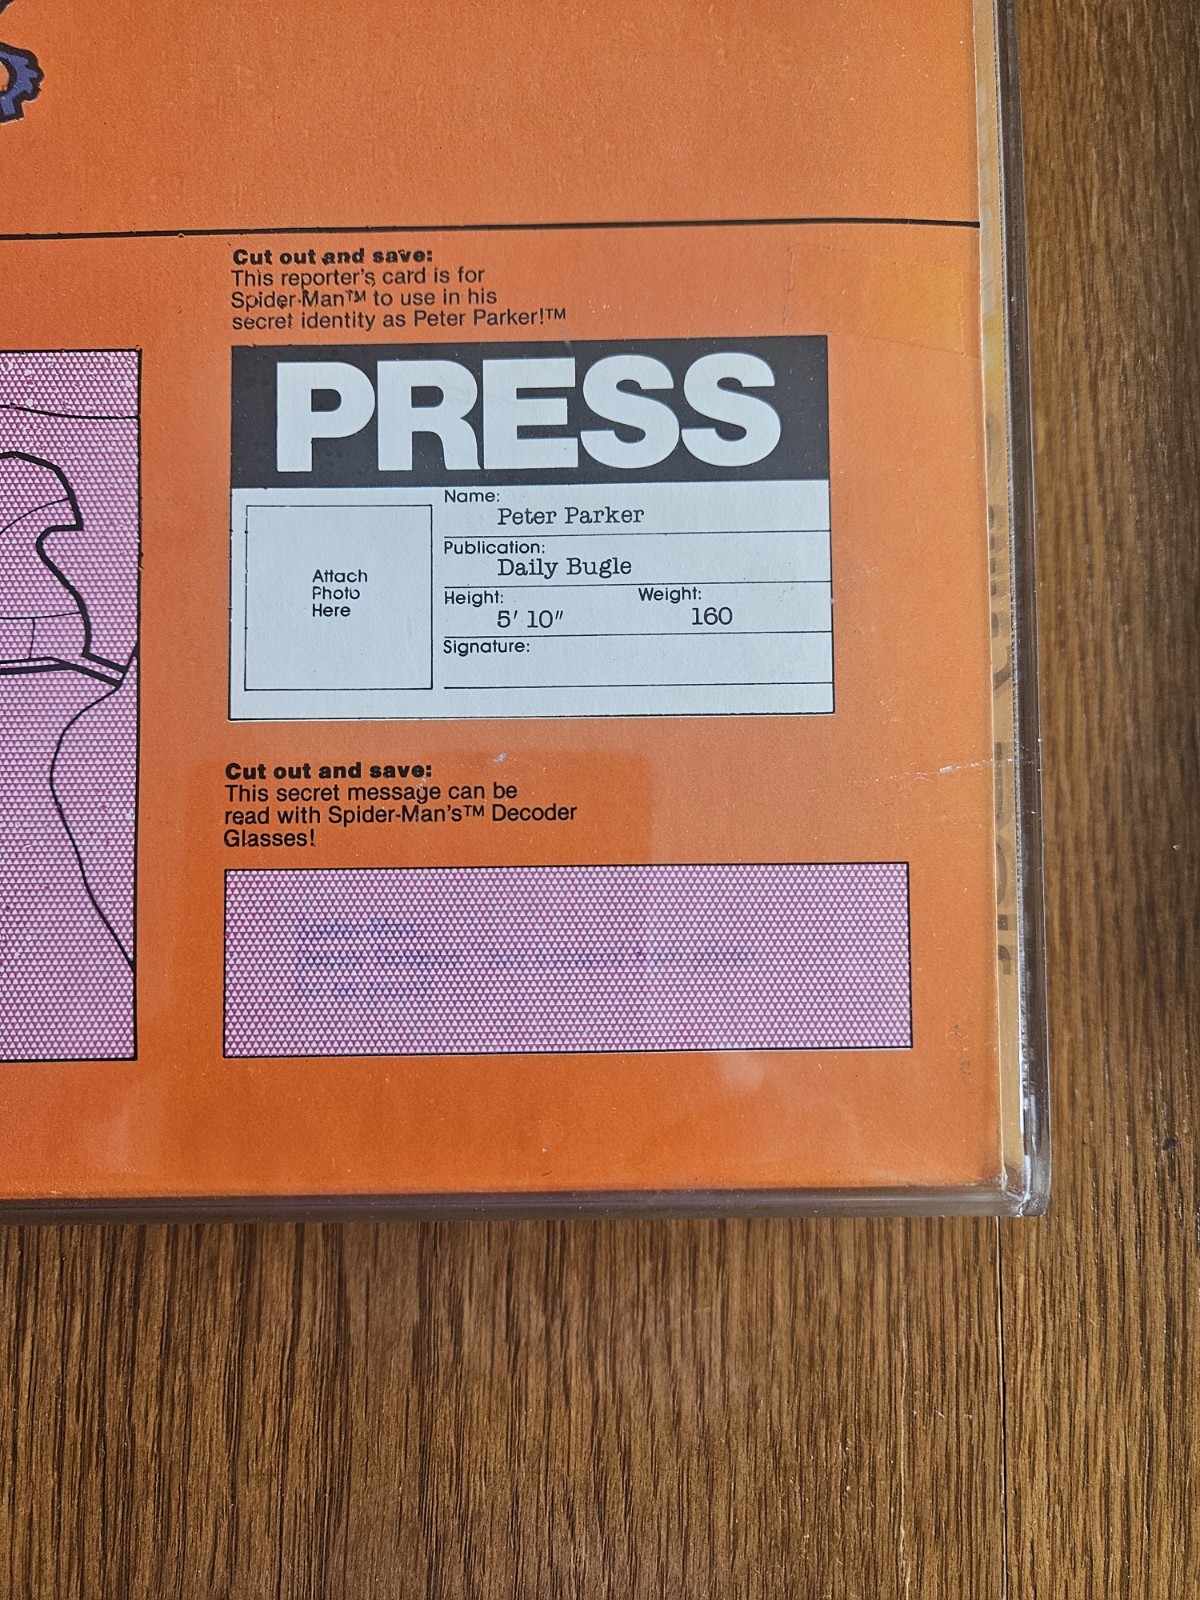 Cut out and save:
This reporter's card is for
Spider-Man™ to use in his
secret identity as Peter Parker!™
PRESS
Name:
Peter Parker
Publication:
Daily Bugle
Attach
Photo
Here
Height: Weight:
5' 10" 160
Signature:
Cut out and save:
This secret message can be
read with Spider-Man's™ Decoder
Glasses!